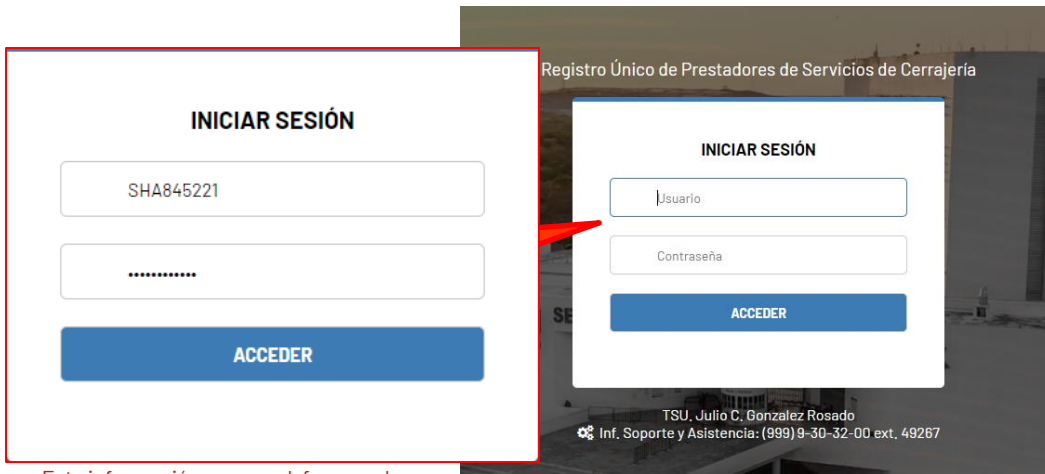 INICIAR SESIÓN
SHA845221
••••••••••••
ACCEDER
Registro Único de Prestadores de Servicios de Cerrajería
INICIAR SESIÓN
Usuario
Contraseña
ACCEDER
SE
TSU. Julio C. Gonzalez Rosado
Inf. Soporte y Asistencia: (999) 9-30-32-00 ext. 49267